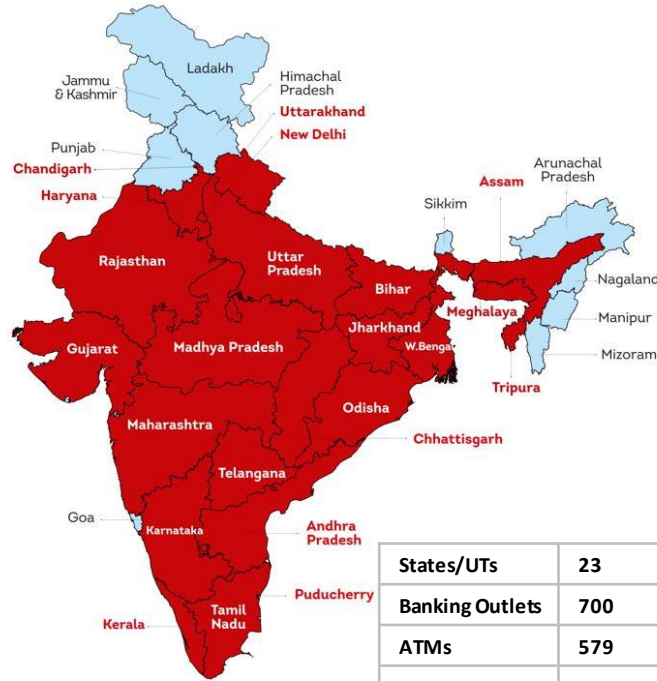 Ladakh
Jammu
& Kashmir
Himachal
Pradesh
Uttarakhand
New Delhi
Punjab
Chandigarh
Haryana
Arunachal
Pradesh
Assam
Sikkim
Rajasthan
Uttar
Pradesh
Bihar
Nagaland
Meghalaya
Manipur
Jharkhand
Gujarat
Madhya Pradesh
W.Bengal
Mizoram
Tripura
Odisha
Maharashtra
Chhattisgarh
Telangana
Goa
Karnataka
Andhra
Pradesh
Puducherry
Kerala
Tamil
Nadu
States/UTs 23
Banking Outlets 700
ATMs 579